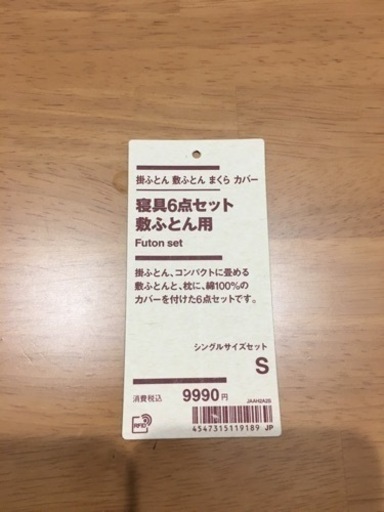 掛ふとん 敷ふとん まくら カバー
寝具6点セット
敷ふとん用
Futon set
掛ふとん、コンパクトに畳める
敷ふとんと、枕に、綿100%の
カバーを付けた6点セットです。
シングルサイズセット
S
消費税込 9990円
JAAH2A2S
RFID
4547315119189 JP